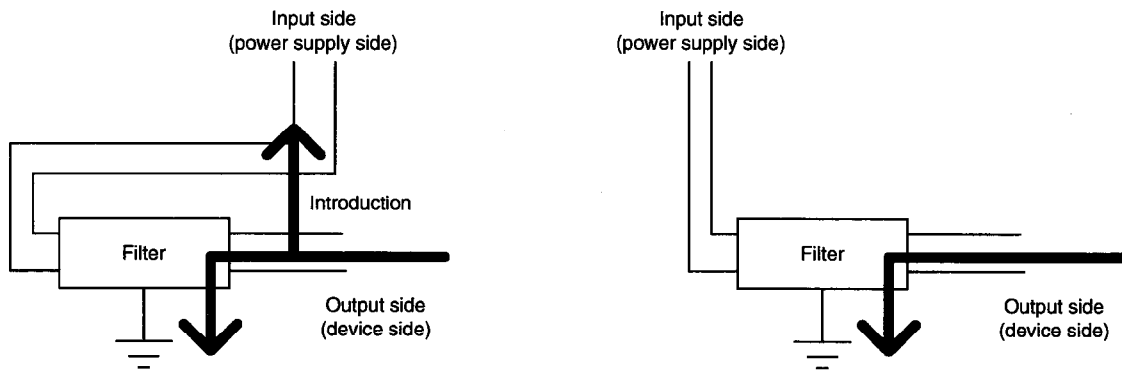 Input side
(power supply side)
Introduction
Filter
Output side
(device side)
Input side
(power supply side)
Filter
Output side
(device side)